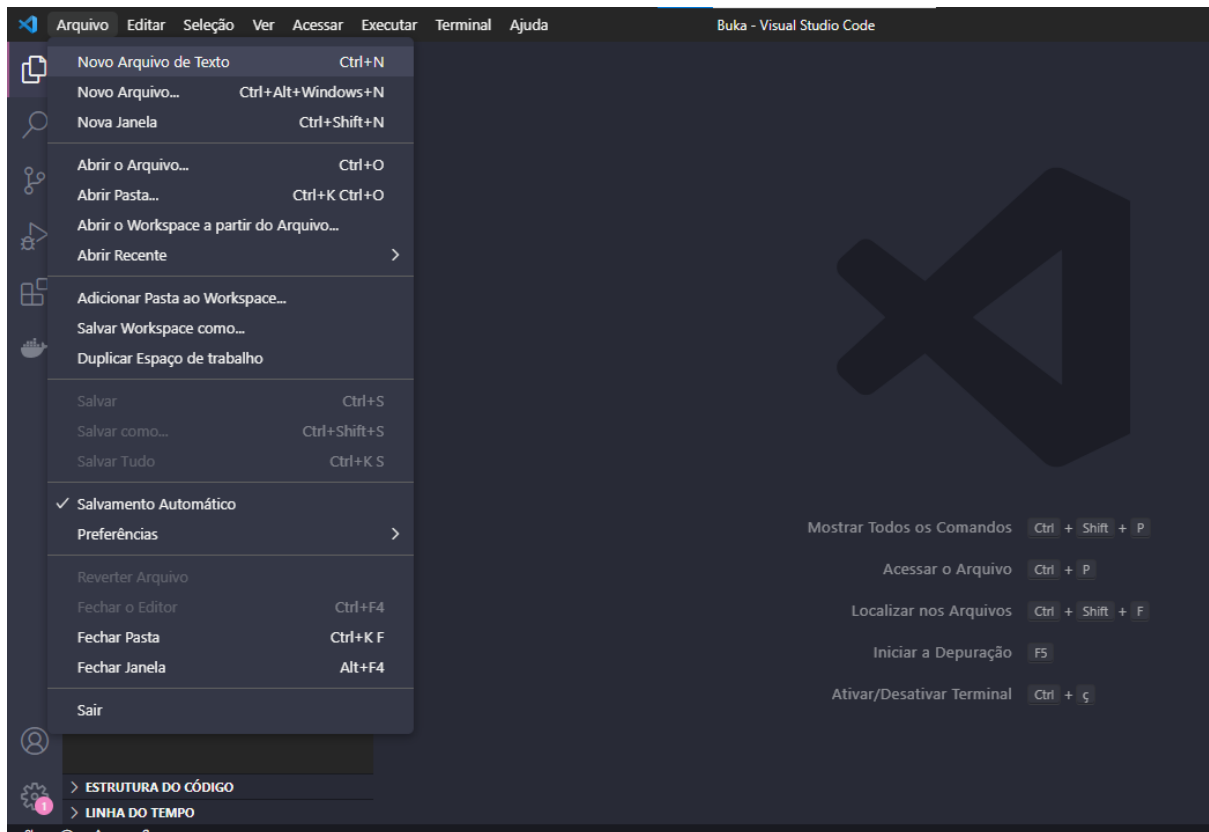 Arquivo Editar Seleção Ver Acessar Executar Terminal Ajuda Buka - Visual Studio Code
Novo Arquivo de Texto Ctrl+N
Novo Arquivo... Ctrl+Alt+Windows+N
Nova Janela Ctrl+Shift+N
Abrir o Arquivo... Ctrl+O
Abrir Pasta... Ctrl+K Ctrl+O
Abrir o Workspace a partir do Arquivo...
Abrir Recente
Adicionar Pasta ao Workspace...
Salvar Workspace como...
Duplicar Espaço de trabalho
Salvar Ctrl+S
Salvar como... Ctrl+Shift+S
Salvar Tudo Ctrl+K S
Salvamento Automático
Preferências
Reverter Arquivo
Fechar o Editor Ctrl+F4
Fechar Pasta Ctrl+K F
Fechar Janela Alt+F4
Sair
Mostrar Todos os Comandos Ctrl + Shift + P
Acessar o Arquivo Ctrl + P
Localizar nos Arquivos Ctrl + Shift + F
Iniciar a Depuração F5
Ativar/Desativar Terminal Ctrl + ç
ESTRUTURA DO CÓDIGO
1
LINHA DO TEMPO